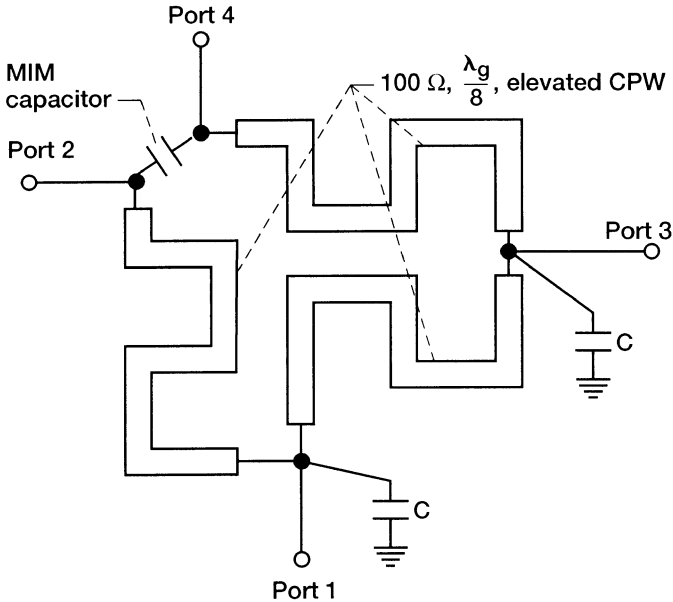 Port 4
MIM
capacitor
100 Ω, λg/8, elevated CPW
Port 2
Port 3
C
C
Port 1